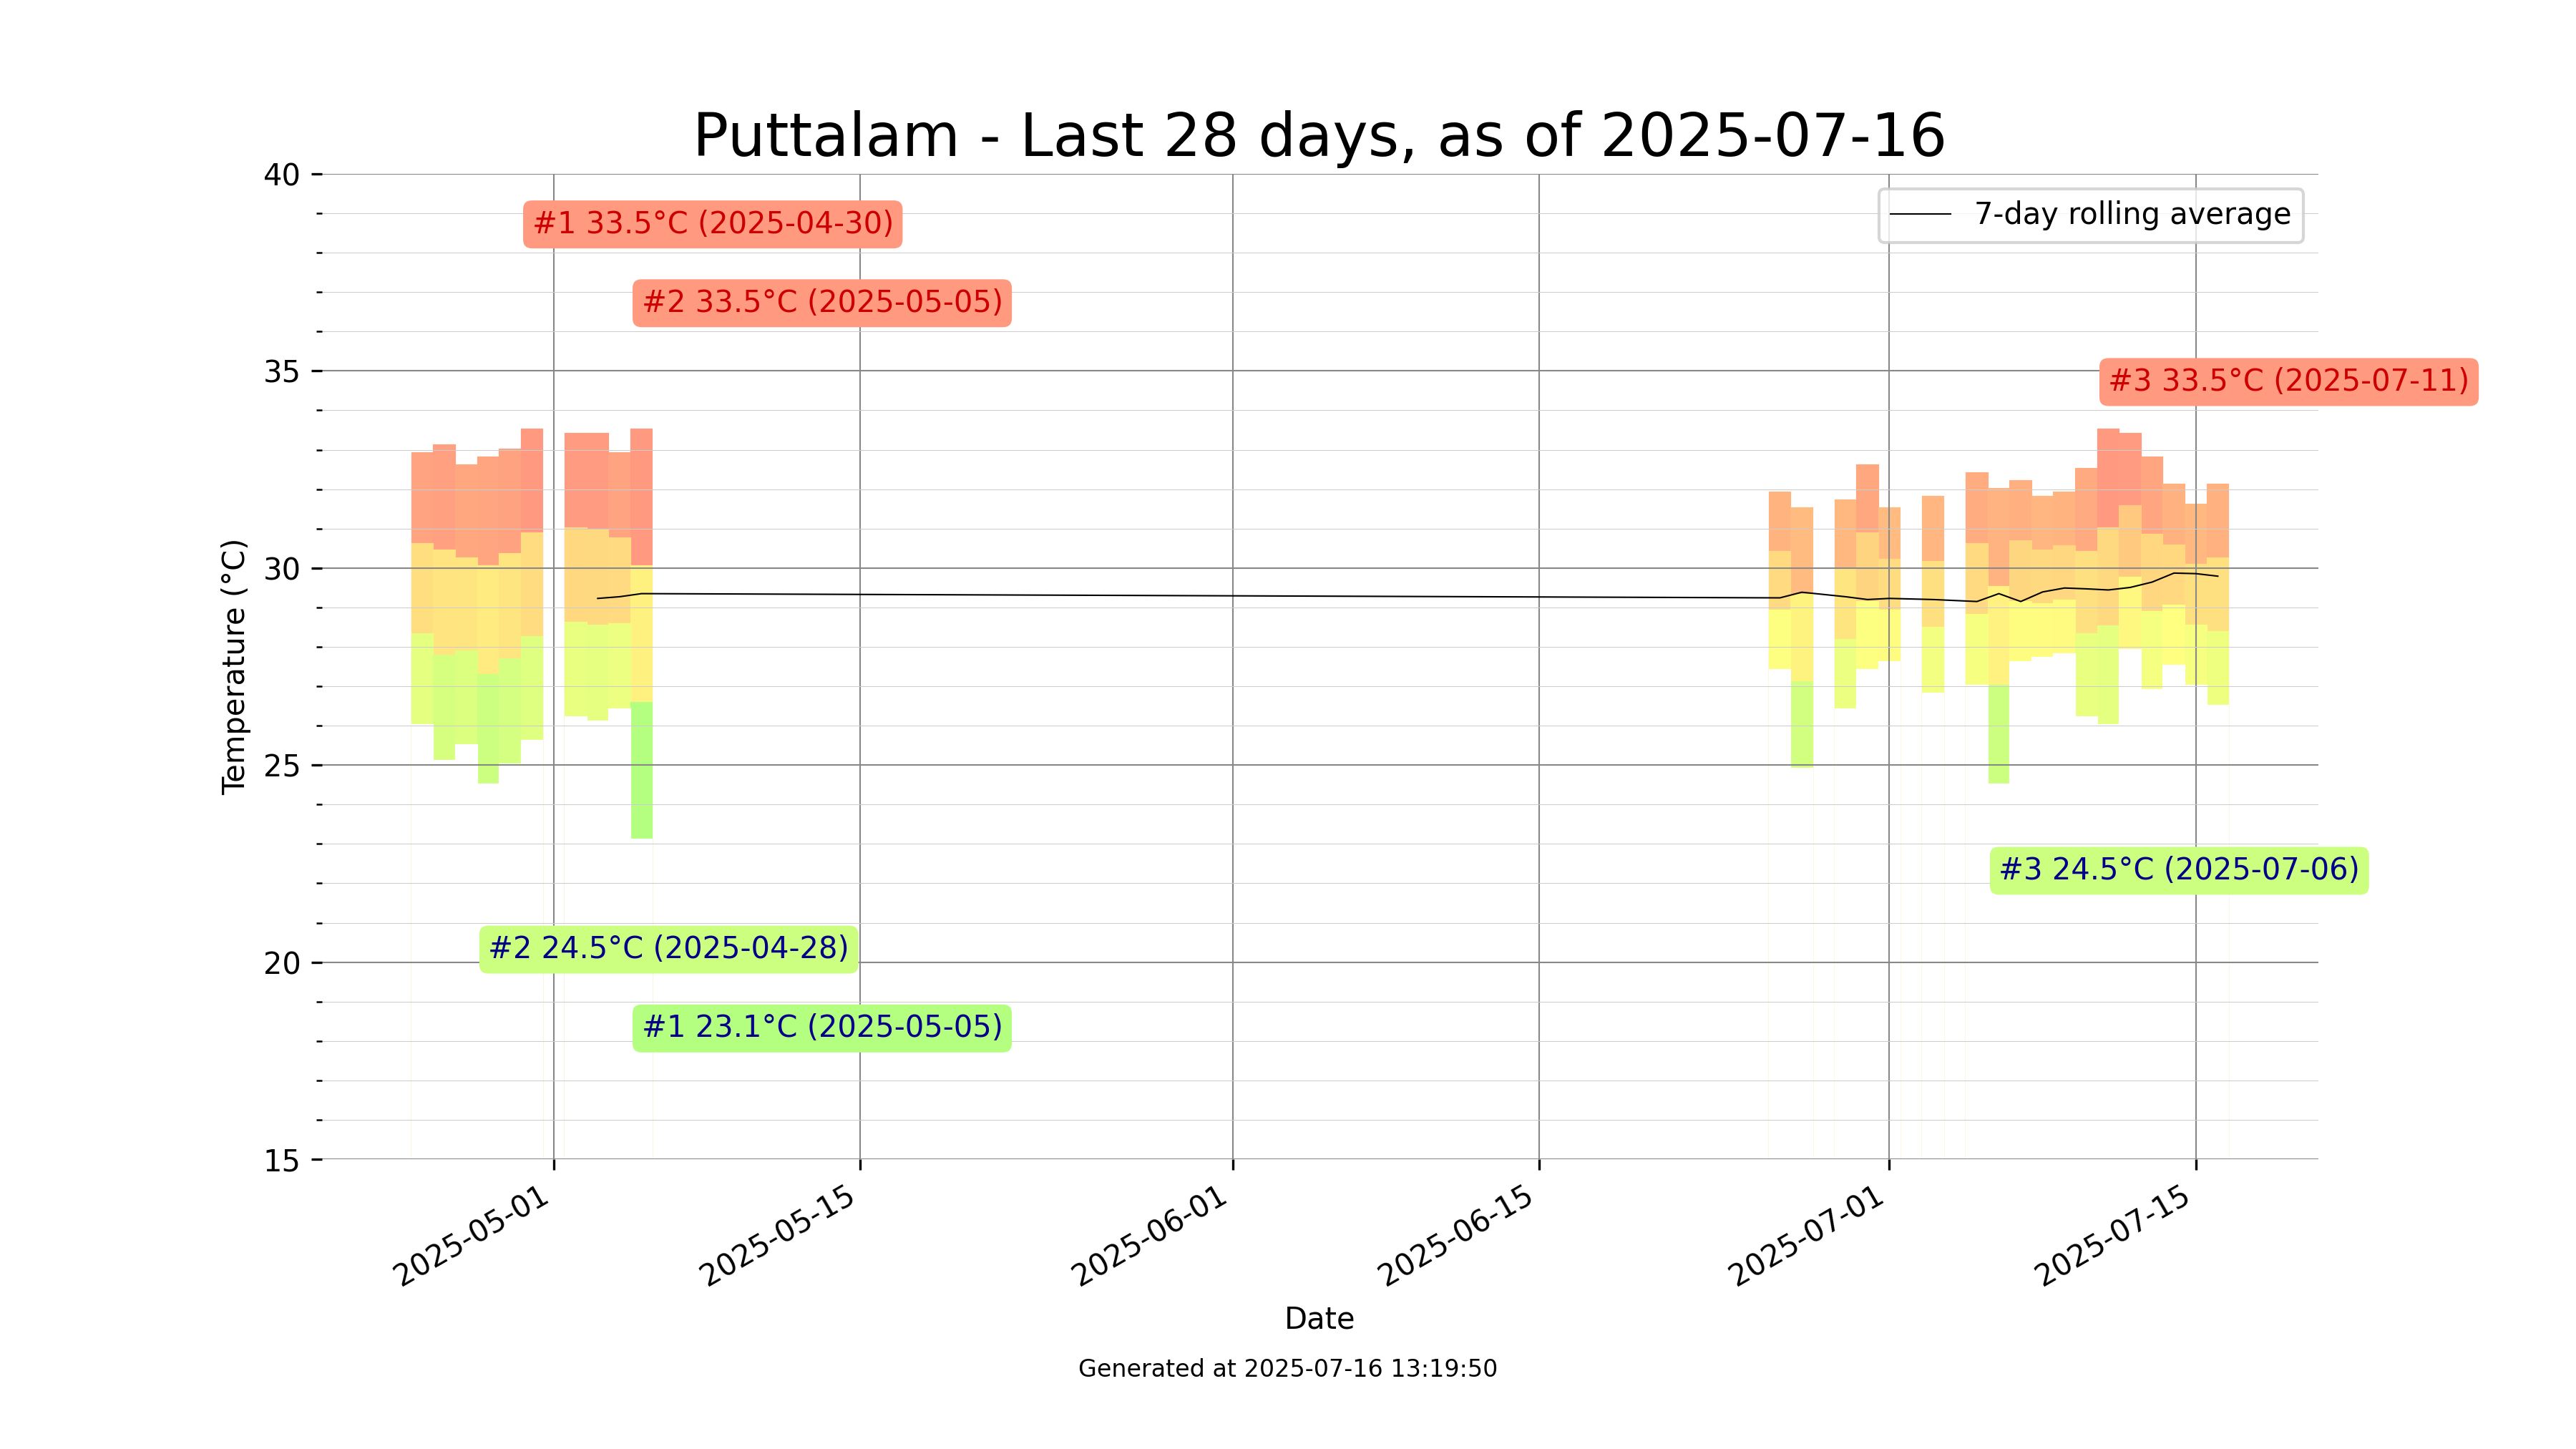 Puttalam - Last 28 days, as of 2025-07-16
40
35
30
25
20
15
Temperature (°C)
7-day rolling average
#1 33.5°C (2025-04-30)
#2 33.5°C (2025-05-05)
#3 33.5°C (2025-07-11)
#3 24.5°C (2025-07-06)
#2 24.5°C (2025-04-28)
#1 23.1°C (2025-05-05)
2025-05-01
2025-05-15
2025-06-01
2025-06-15
2025-07-01
2025-07-15
Date
Generated at 2025-07-16 13:19:50